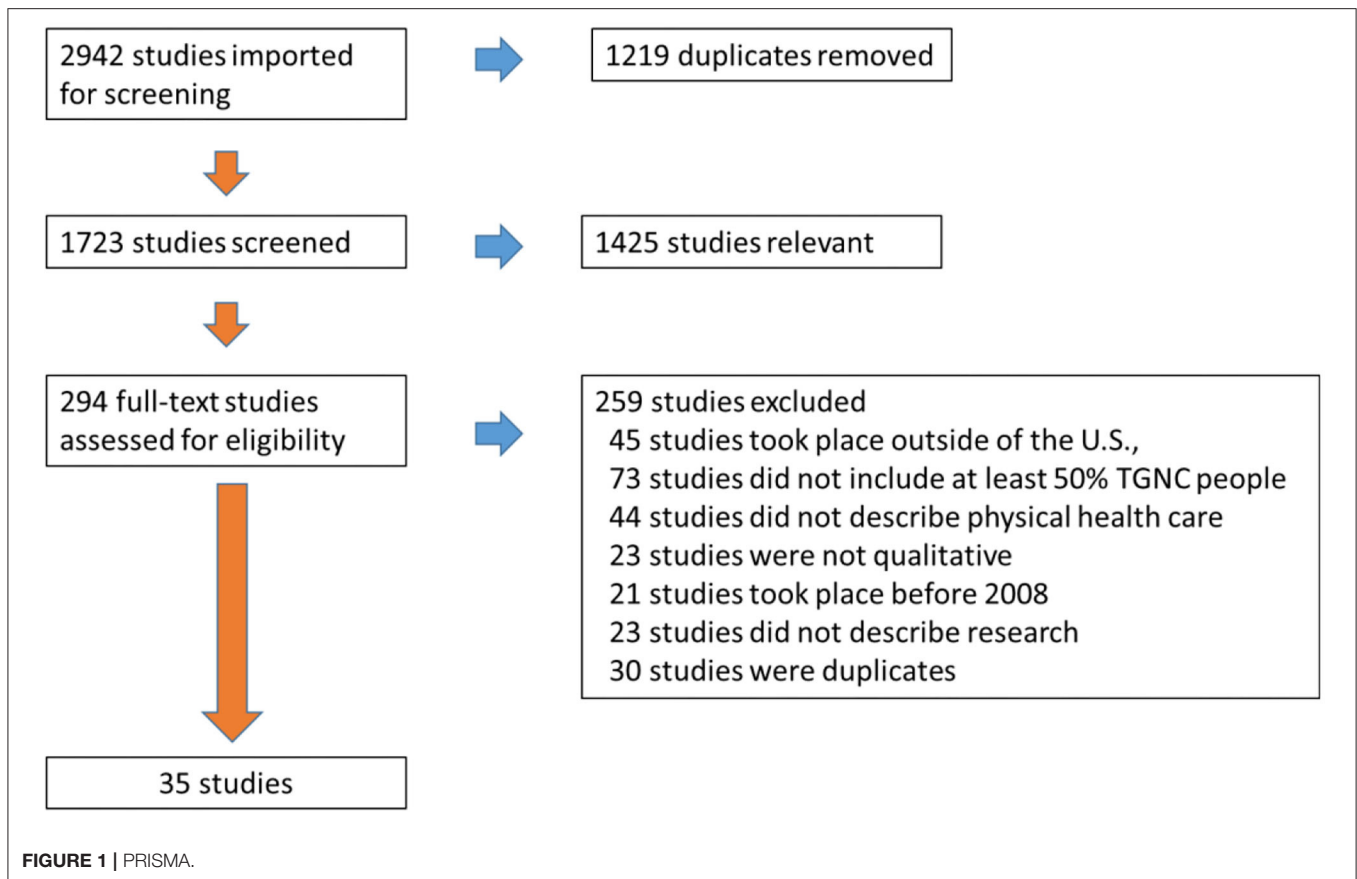 2942 studies imported
for screening
1219 duplicates removed
1723 studies screened
1425 studies relevant
294 full-text studies
assessed for eligibility
259 studies excluded
45 studies took place outside of the U.S.,
73 studies did not include at least 50% TGNC people
44 studies did not describe physical health care
23 studies were not qualitative
21 studies took place before 2008
23 studies did not describe research
30 studies were duplicates
35 studies
FIGURE 1 | PRISMA.